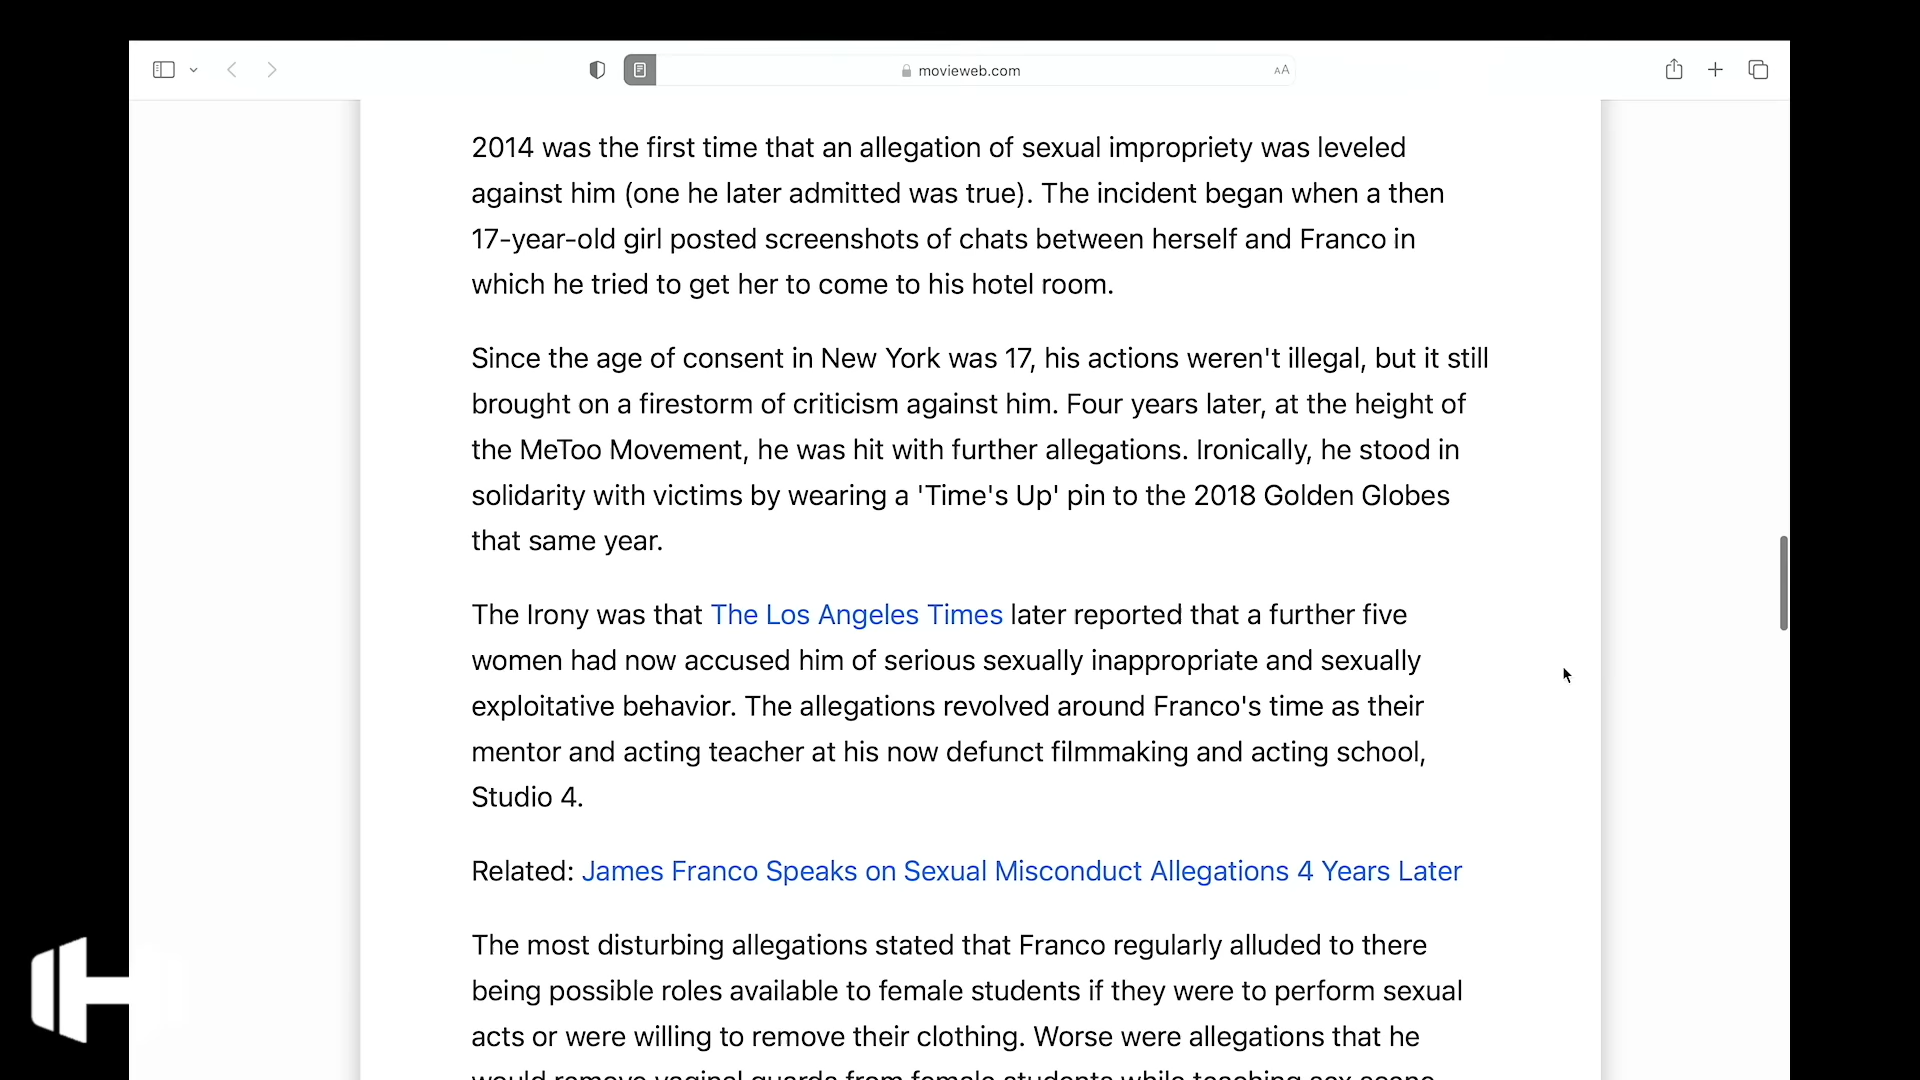 movieweb.com
AA
2014 was the first time that an allegation of sexual impropriety was leveled
against him (one he later admitted was true). The incident began when a then
17-year-old girl posted screenshots of chats between herself and Franco in
which he tried to get her to come to his hotel room.
Since the age of consent in New York was 17, his actions weren't illegal, but it still
brought on a firestorm of criticism against him. Four years later, at the height of
the MeToo Movement, he was hit with further allegations. Ironically, he stood in
solidarity with victims by wearing a 'Time's Up' pin to the 2018 Golden Globes
that same year.
The Irony was that The Los Angeles Times later reported that a further five
women had now accused him of serious sexually inappropriate and sexually
exploitative behavior. The allegations revolved around Franco's time as their
mentor and acting teacher at his now defunct filmmaking and acting school,
Studio 4.
Related: James Franco Speaks on Sexual Misconduct Allegations 4 Years Later
The most disturbing allegations stated that Franco regularly alluded to there
being possible roles available to female students if they were to perform sexual
acts or were willing to remove their clothing. Worse were allegations that he
would remove vaginal guards from female students while teaching sex scene